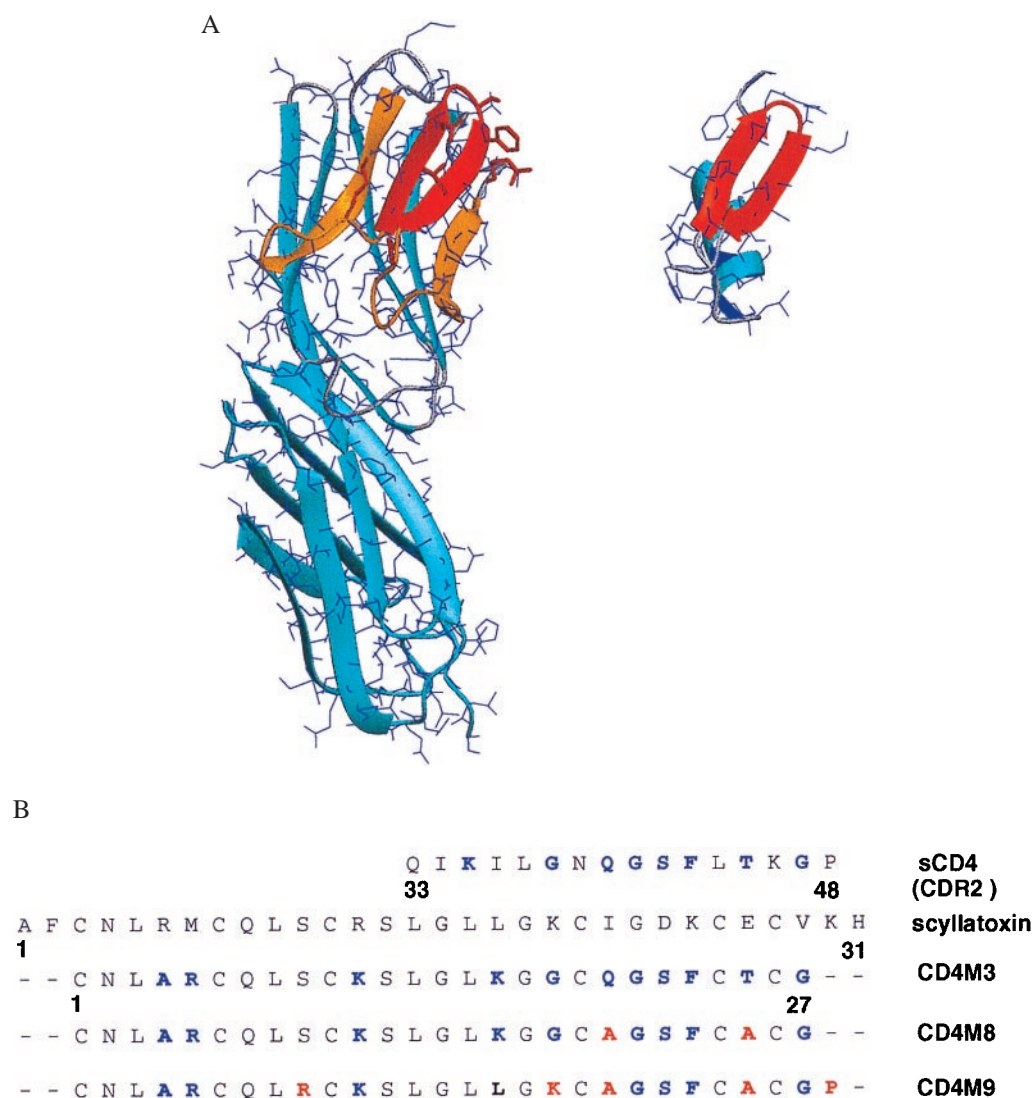 A
B
Q I K I L G N Q G S F L T K G P sCD4
33 48 (CDR2 )
A F C N L R M C Q L S C R S L G L L G K C I G D K C E C V K H scyllatoxin
1 31
- - C N L A R C Q L S C K S L G L K G G C Q G S F C T C G - - CD4M3
1 27
- - C N L A R C Q L S C K S L G L K G G C A G S F C A C G - - CD4M8
- - C N L A R C Q L R C K S L G L L G K C A G S F C A C G P - CD4M9